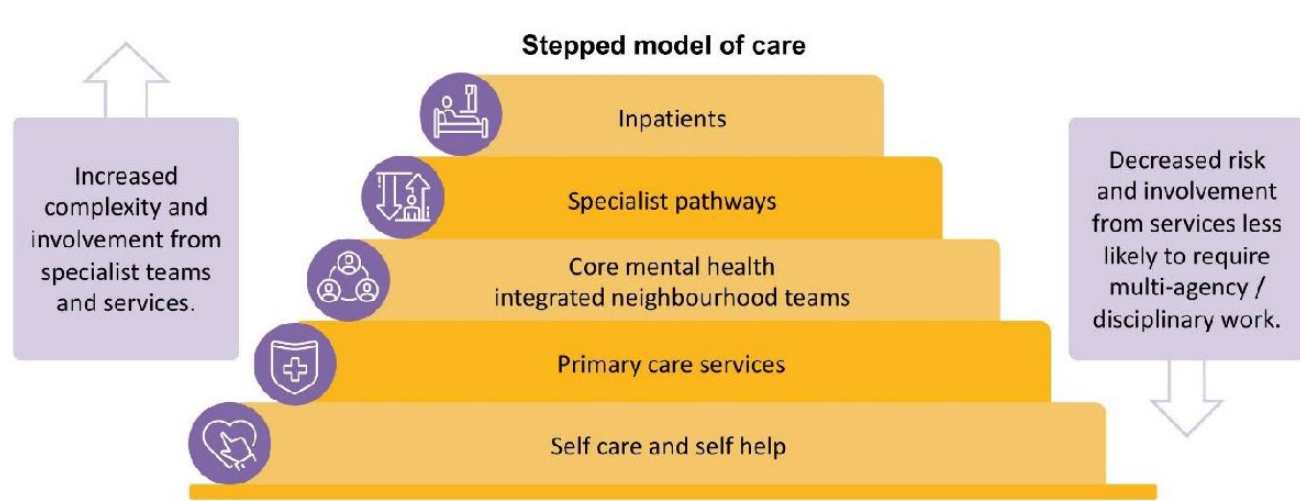 Stepped model of care
Increased
complexity and
involvement from
specialist teams
and services.
Inpatients
Specialist pathways
Core mental health
integrated neighbourhood teams
Primary care services
Self care and self help
Decreased risk
and involvement
from services less
likely to require
multi-agency /
disciplinary work.